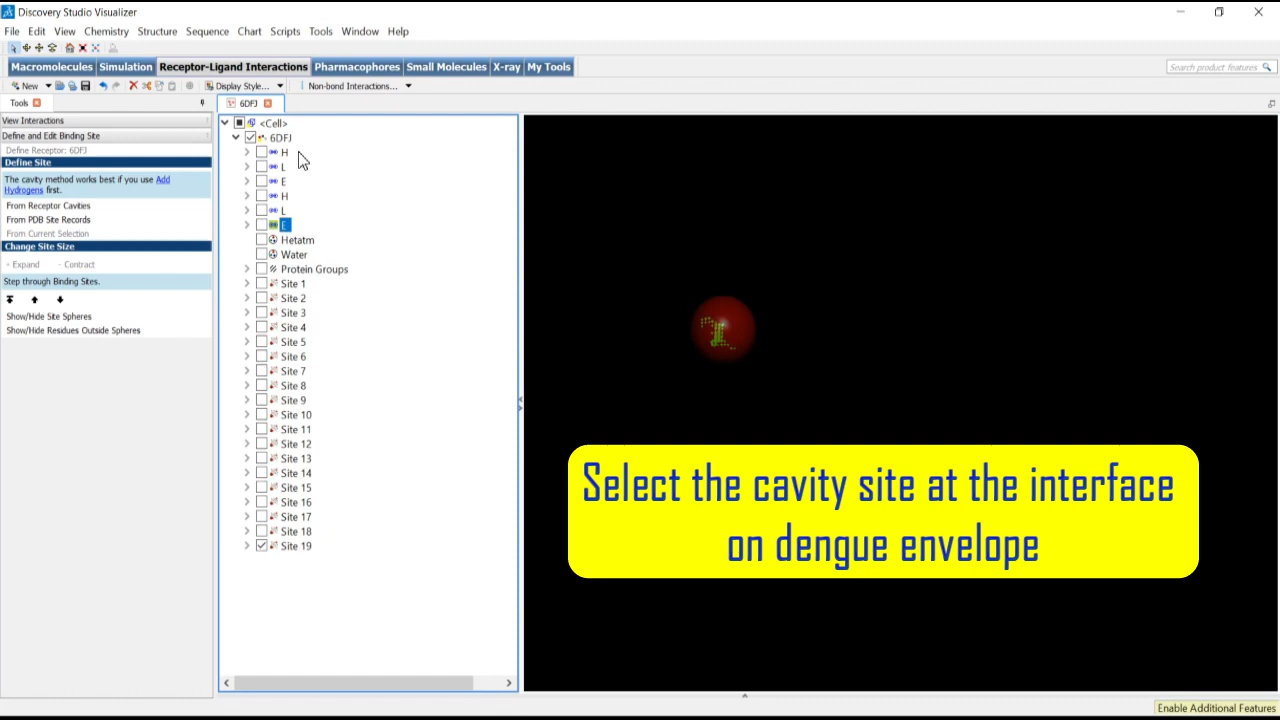 Discovery Studio Visualizer
File Edit View Chemistry Structure Sequence Chart Scripts Tools Window Help
Macromolecules Simulation Receptor-Ligand Interactions Pharmacophores Small Molecules X-ray My Tools
Search product features
New Display Style... Non-bond Interactions...
Tools
6DFJ
View Interactions
Define and Edit Binding Site
Define Receptor: 6DFJ
Define Site
The cavity method works best if you use Add
Hydrogens first.
From Receptor Cavities
From PDB Site Records
From Current Selection
Change Site Size
+ Expand - Contract
Step through Binding Sites.
Show/Hide Site Spheres
Show/Hide Residues Outside Spheres
<Cell>
6DFJ
H
L
E
H
L
E
Hetatm
Water
Protein Groups
Site 1
Site 2
Site 3
Site 4
Site 5
Site 6
Site 7
Site 8
Site 9
Site 10
Site 11
Site 12
Site 13
Site 14
Site 15
Site 16
Site 17
Site 18
Site 19
Select the cavity site at the interface
on dengue envelope
Enable Additional Features